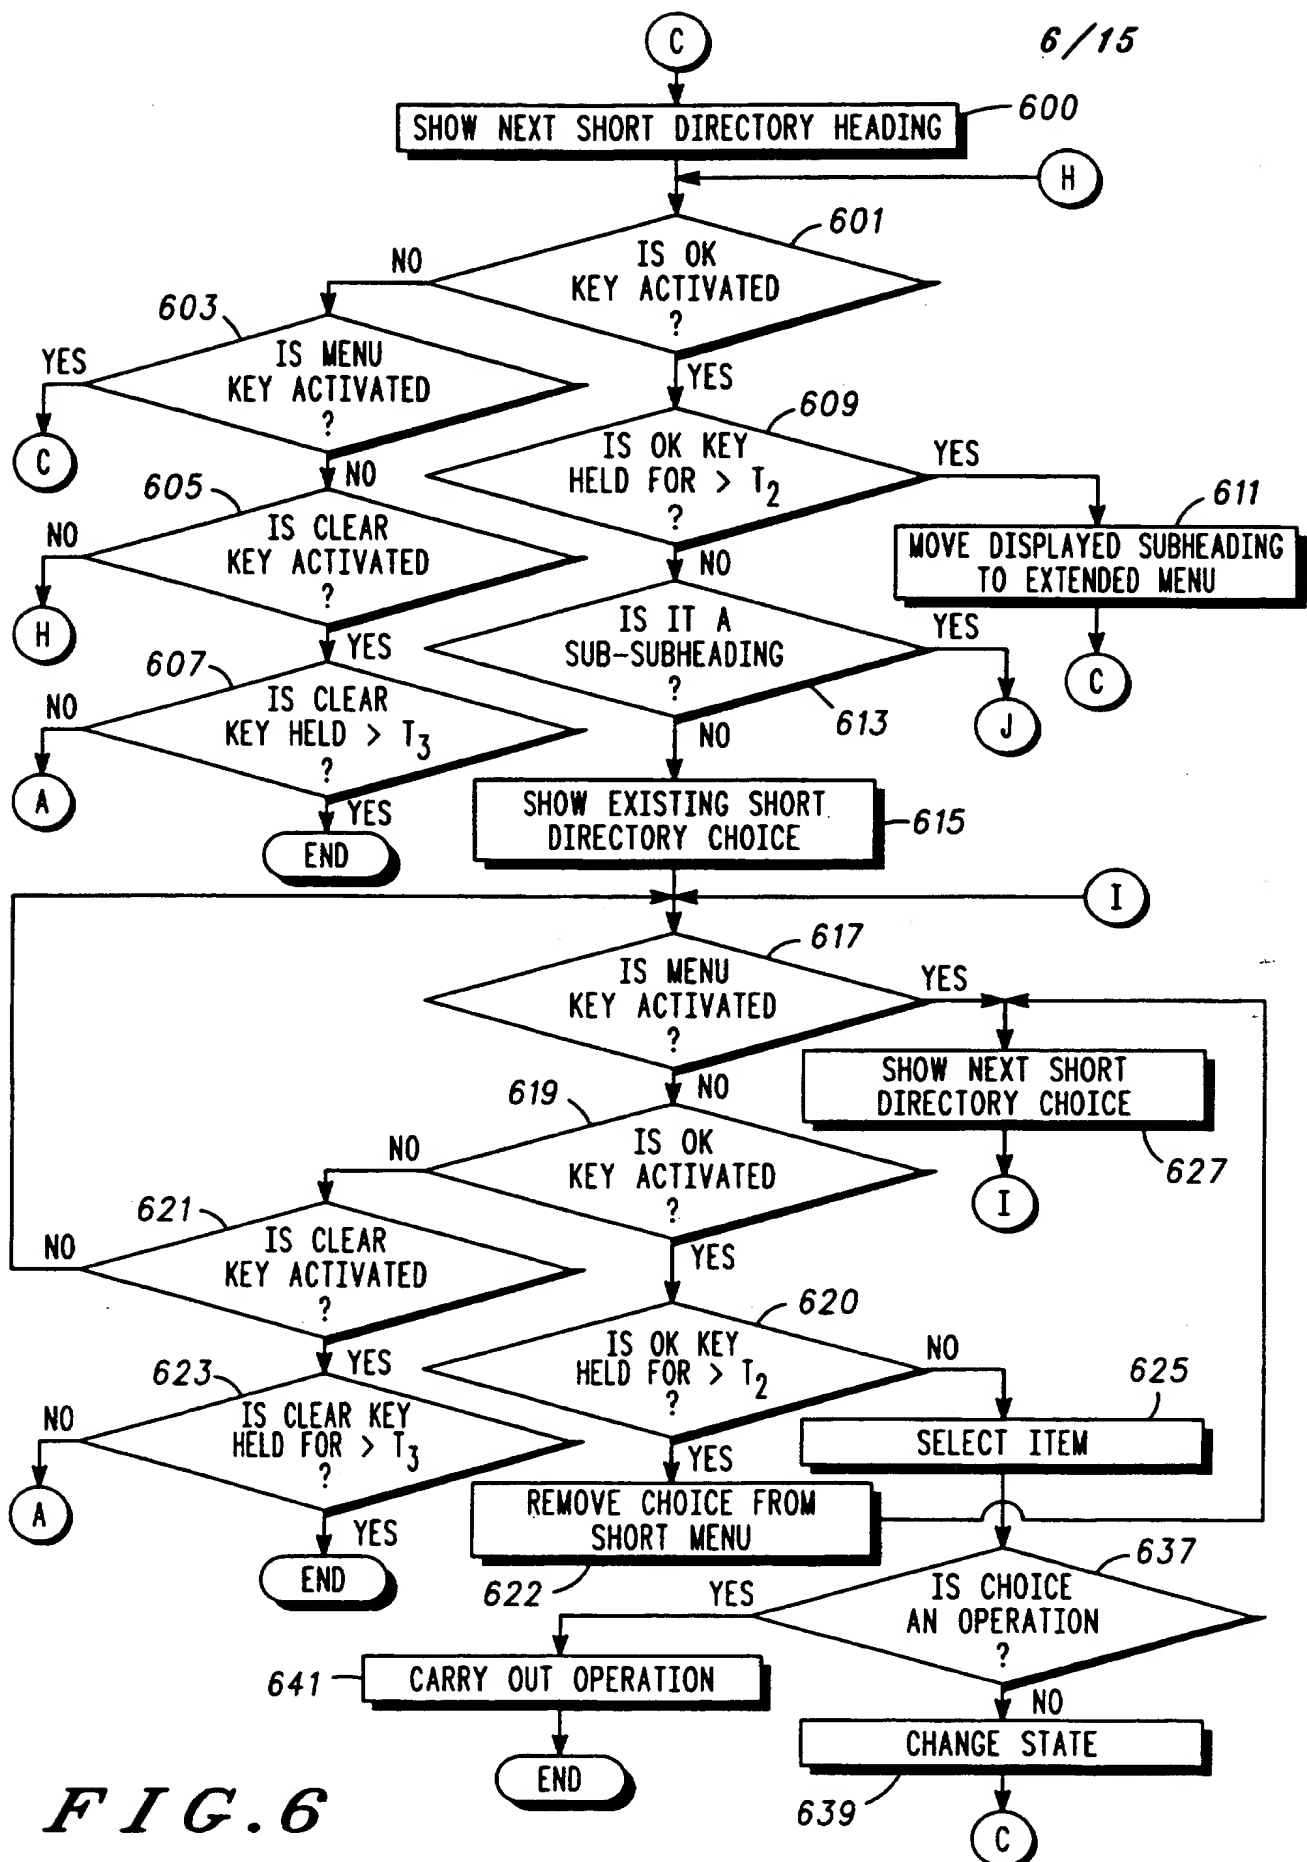 C
6/15
SHOW NEXT SHORT DIRECTORY HEADING
600
H
601
IS OK
KEY ACTIVATED
?
NO
YES
603
IS MENU
KEY ACTIVATED
?
YES
NO
C
609
IS OK KEY
HELD FOR > T2
?
YES
NO
611
MOVE DISPLAYED SUBHEADING
TO EXTENDED MENU
C
605
IS CLEAR
KEY ACTIVATED
?
NO
YES
H
IS IT A
SUB-SUBHEADING
?
YES
NO
613
J
607
IS CLEAR
KEY HELD > T3
?
NO
YES
A
END
SHOW EXISTING SHORT
DIRECTORY CHOICE
615
I
617
IS MENU
KEY ACTIVATED
?
YES
NO
SHOW NEXT SHORT
DIRECTORY CHOICE
627
I
619
IS OK
KEY ACTIVATED
?
NO
YES
621
IS CLEAR
KEY ACTIVATED
?
NO
YES
620
IS OK KEY
HELD FOR > T2
?
NO
YES
625
SELECT ITEM
623
IS CLEAR KEY
HELD FOR > T3
?
NO
YES
A
END
REMOVE CHOICE FROM
SHORT MENU
622
637
IS CHOICE
AN OPERATION
?
YES
NO
641
CARRY OUT OPERATION
END
CHANGE STATE
639
C
FIG.6